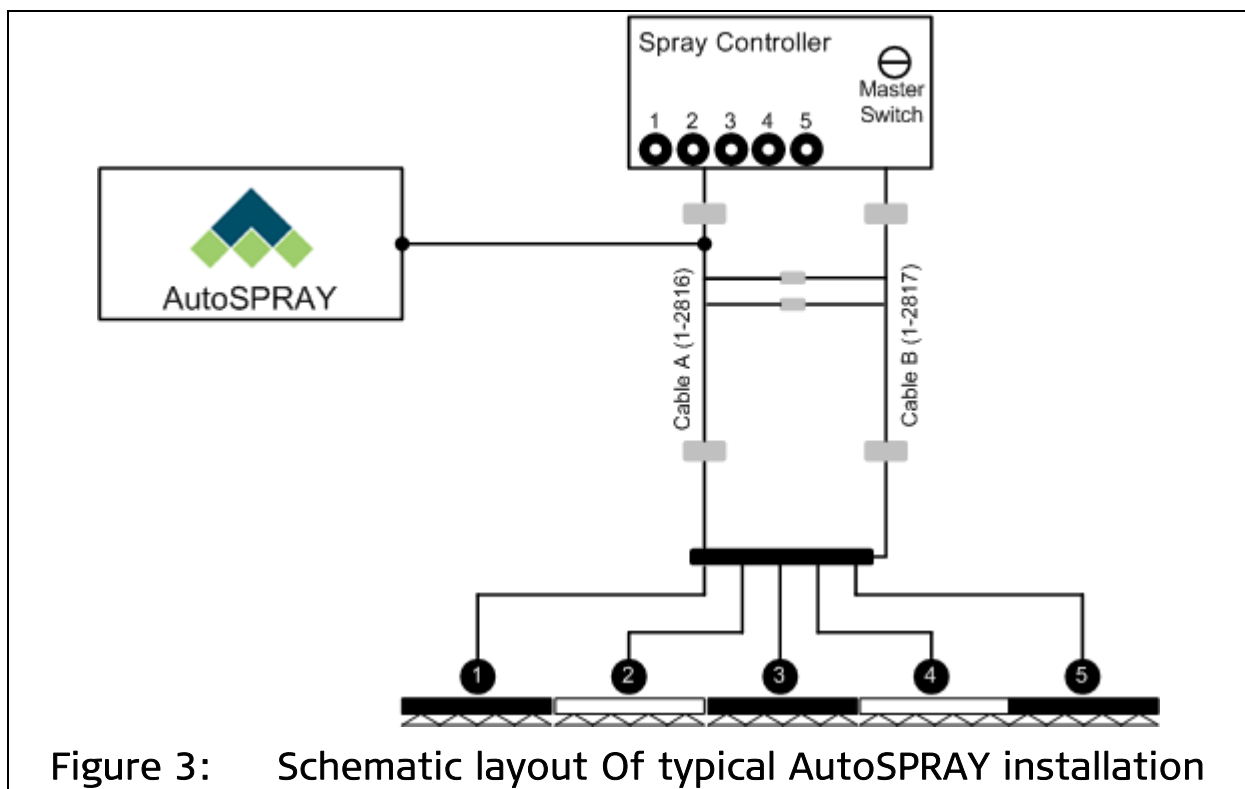 Spray Controller
Master
Switch
1 2 3 4 5
AutoSPRAY
Cable A (1-2816)
Cable B (1-2817)
1 2 3 4 5
Figure 3: Schematic layout Of typical AutoSPRAY installation